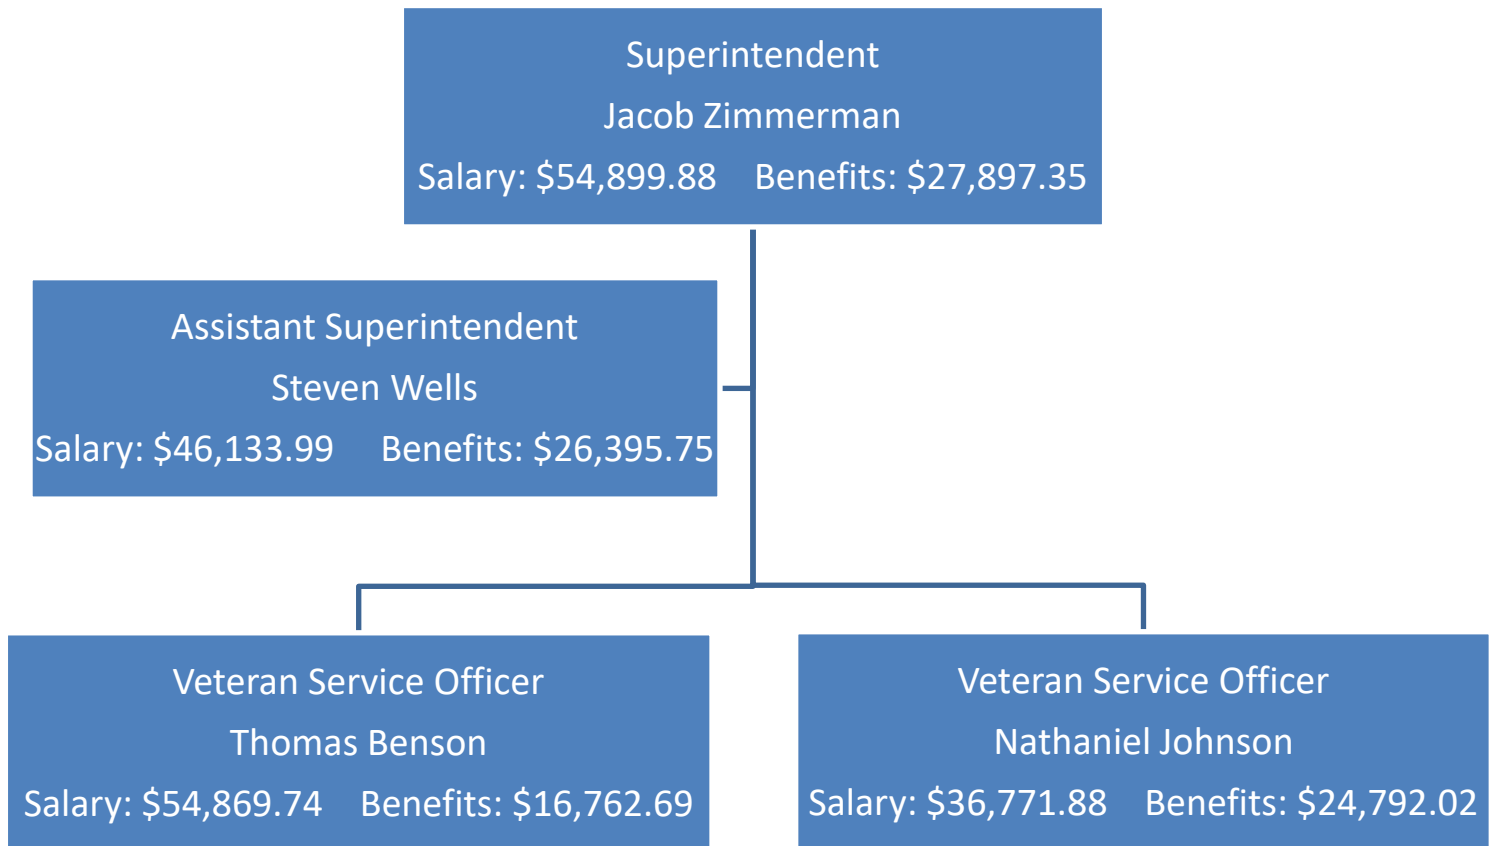 Superintendent
Jacob Zimmerman
Salary: $54,899.88 Benefits: $27,897.35
Assistant Superintendent
Steven Wells
Salary: $46,133.99 Benefits: $26,395.75
Veteran Service Officer
Thomas Benson
Salary: $54,869.74 Benefits: $16,762.69
Veteran Service Officer
Nathaniel Johnson
Salary: $36,771.88 Benefits: $24,792.02